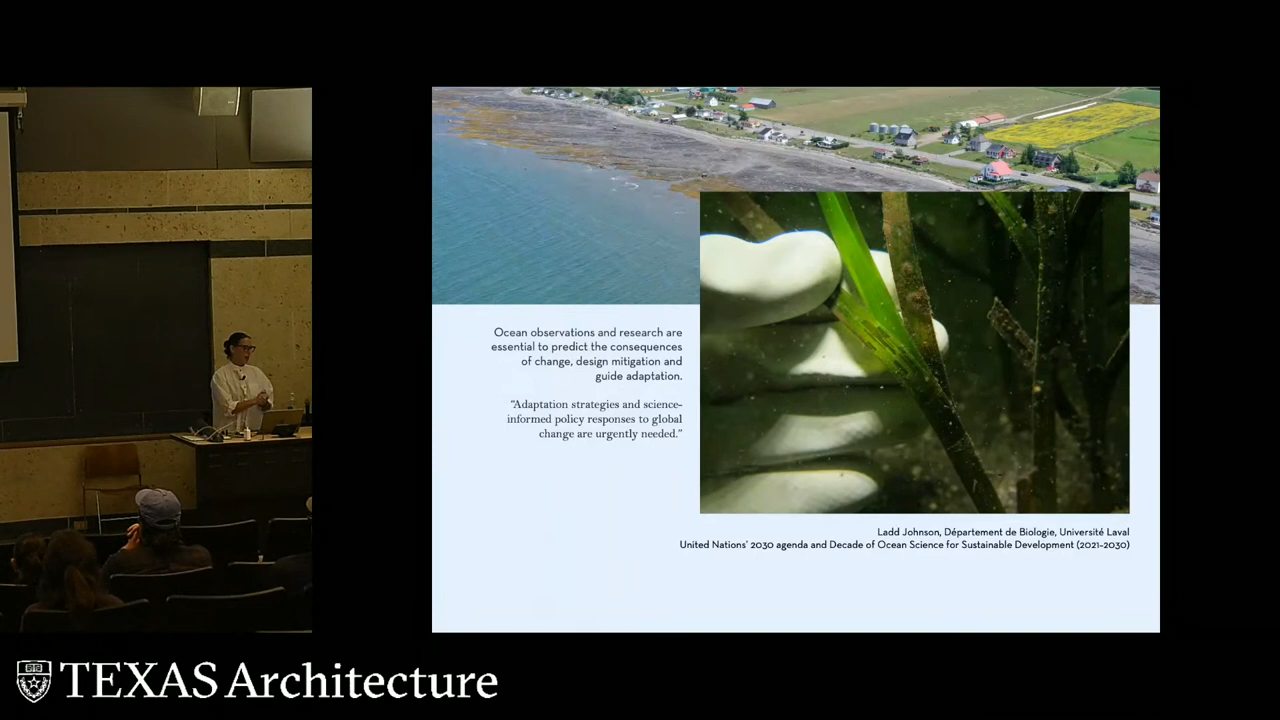 Ocean observations and research are
essential to predict the consequences
of change, design mitigation and
guide adaptation.
“Adaptation strategies and science-
informed policy responses to global
change are urgently needed.”
Ladd Johnson, Département de Biologie, Université Laval
United Nations’ 2030 agenda and Decade of Ocean Science for Sustainable Development (2021–2030)
TEXAS Architecture